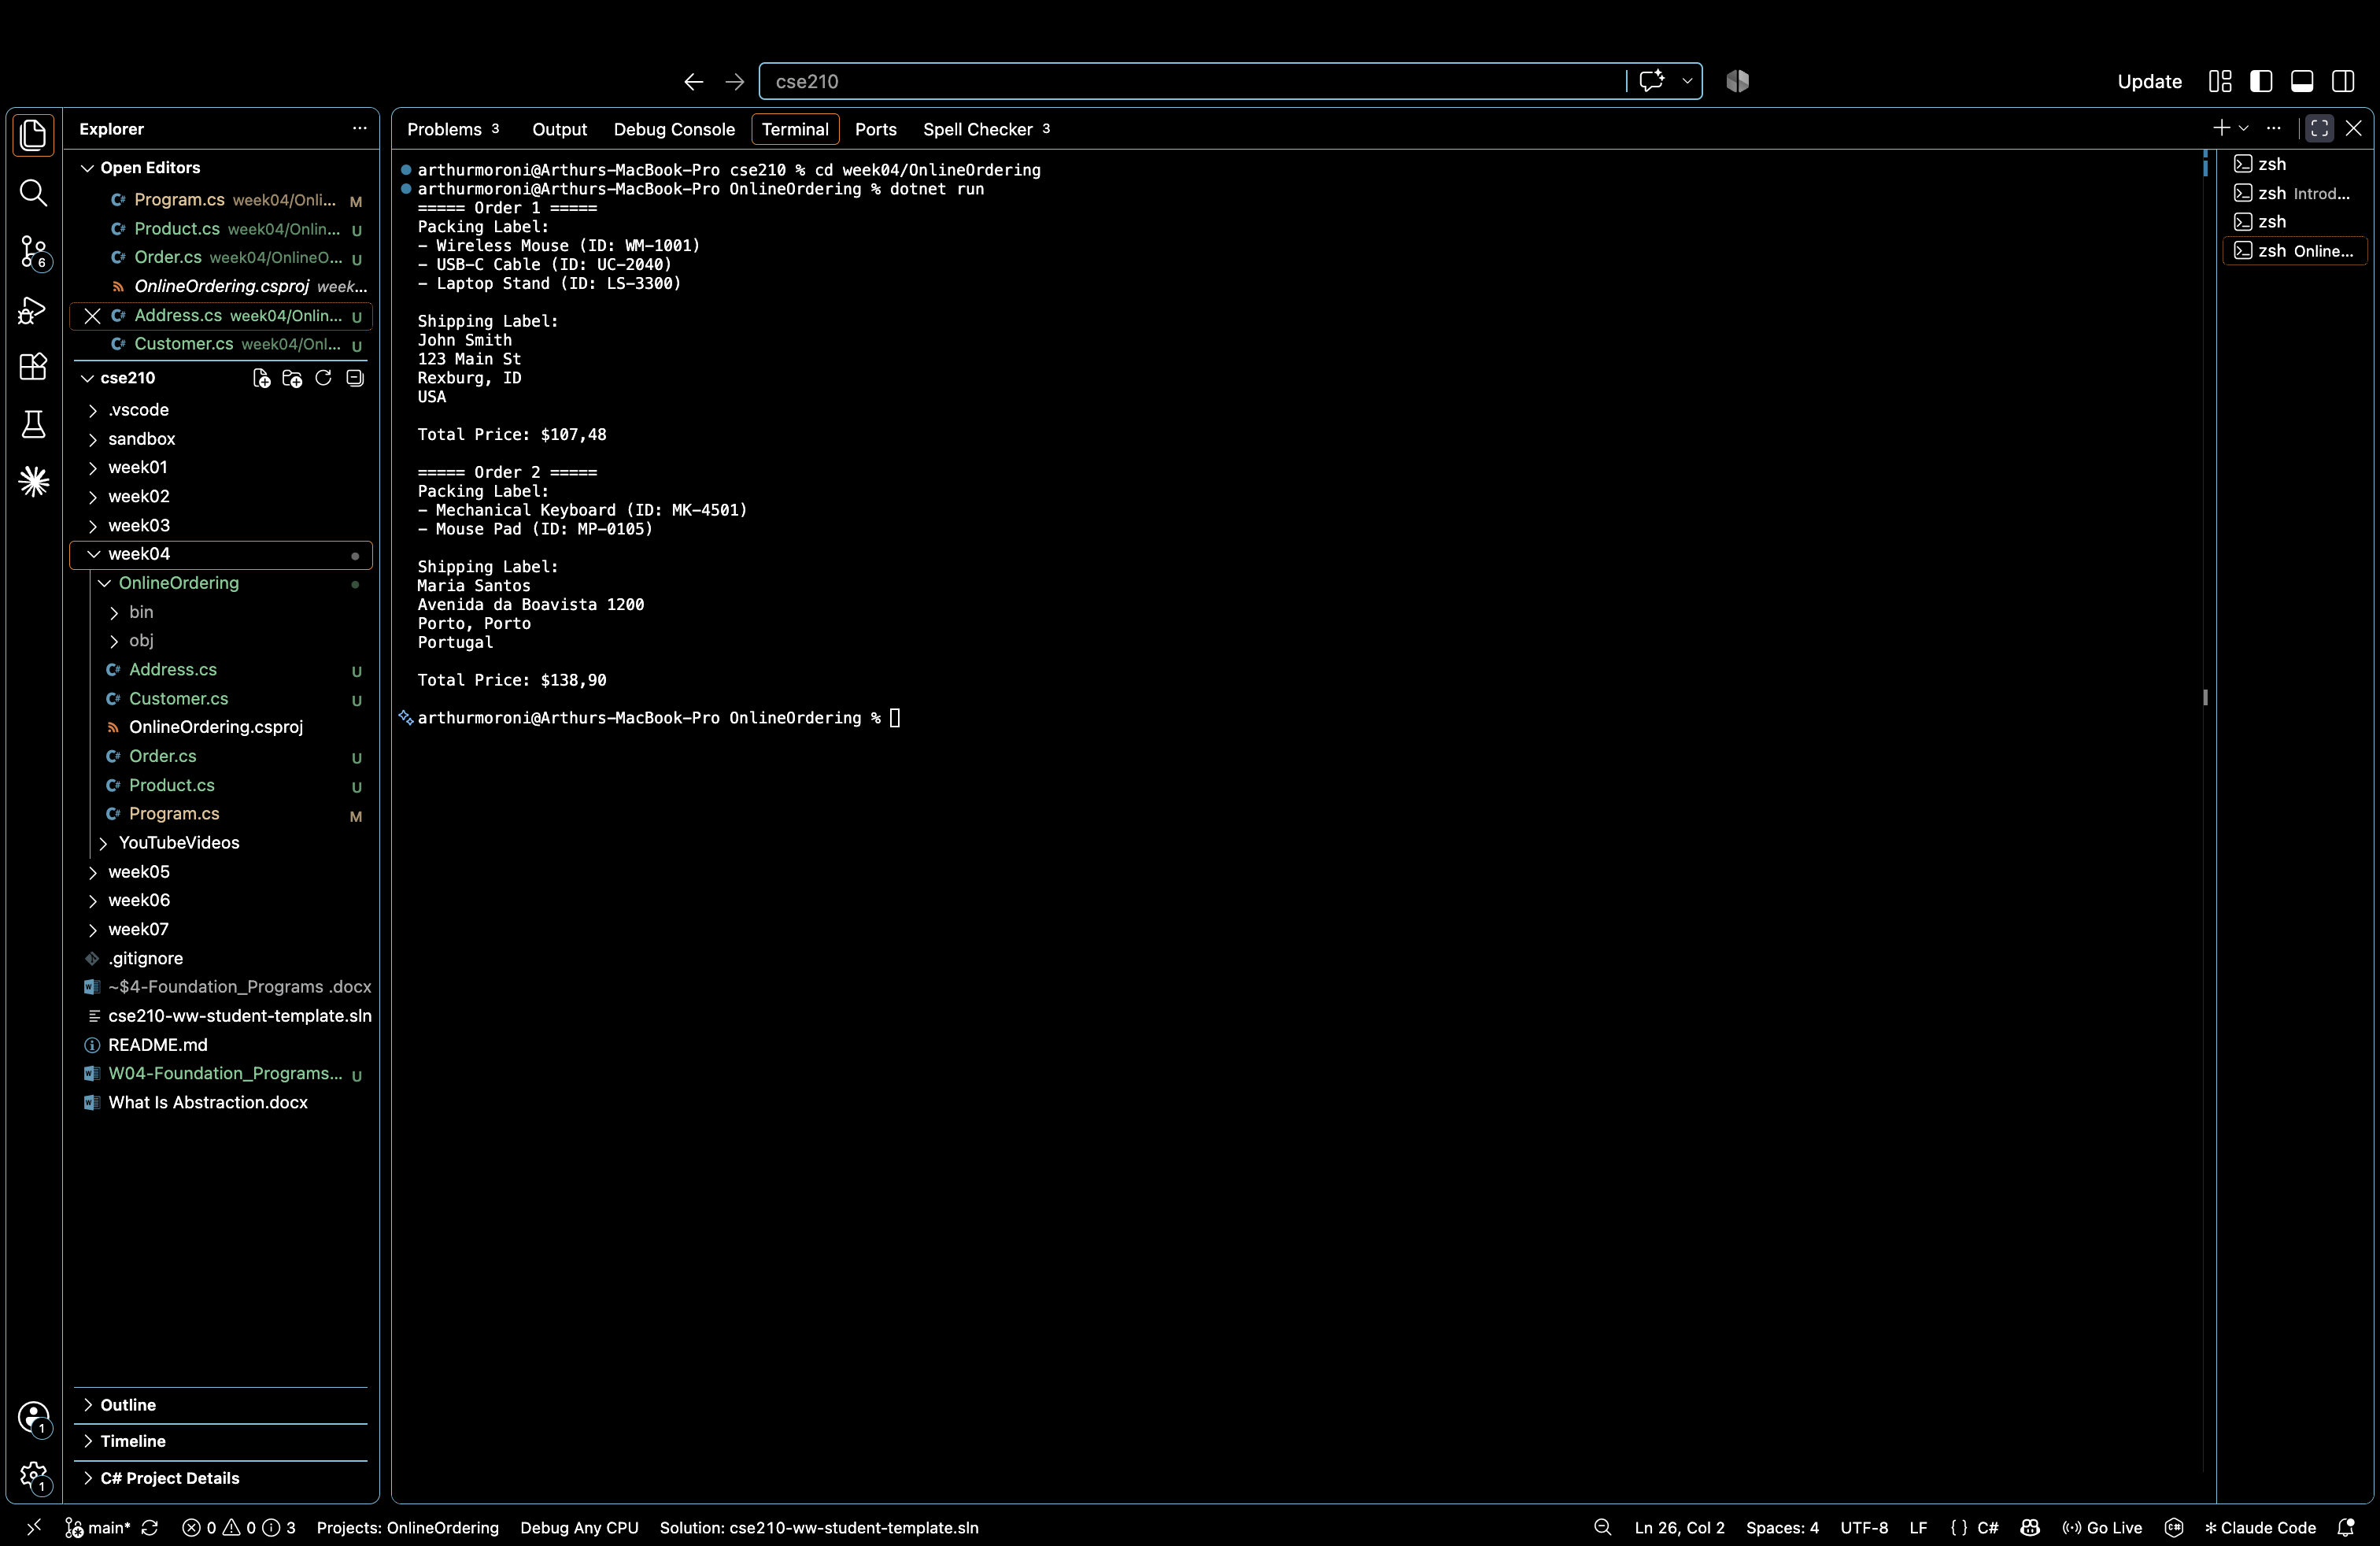 cse210
Update
Explorer
Problems 3 Output Debug Console Terminal Ports Spell Checker 3
Open Editors
Program.cs week04/Onli... M
Product.cs week04/Onlin... U
Order.cs week04/OnlineO... U
OnlineOrdering.csproj week...
Address.cs week04/Onlin... U
Customer.cs week04/Onl... U
cse210
.vscode
sandbox
week01
week02
week03
week04
OnlineOrdering
bin
obj
Address.cs U
Customer.cs U
OnlineOrdering.csproj
Order.cs U
Product.cs U
Program.cs M
YouTubeVideos
week05
week06
week07
.gitignore
~$4-Foundation_Programs .docx
cse210-ww-student-template.sln
README.md
W04-Foundation_Programs... U
What Is Abstraction.docx
Outline
Timeline
C# Project Details
6
1
1
arthurmoroni@Arthurs-MacBook-Pro cse210 % cd week04/OnlineOrdering
arthurmoroni@Arthurs-MacBook-Pro OnlineOrdering % dotnet run
===== Order 1 =====
Packing Label:
- Wireless Mouse (ID: WM-1001)
- USB-C Cable (ID: UC-2040)
- Laptop Stand (ID: LS-3300)
Shipping Label:
John Smith
123 Main St
Rexburg, ID
USA
Total Price: $107,48
===== Order 2 =====
Packing Label:
- Mechanical Keyboard (ID: MK-4501)
- Mouse Pad (ID: MP-0105)
Shipping Label:
Maria Santos
Avenida da Boavista 1200
Porto, Porto
Portugal
Total Price: $138,90
arthurmoroni@Arthurs-MacBook-Pro OnlineOrdering %
zsh
zsh Introd...
zsh
zsh Online...
main* 0 0 3 Projects: OnlineOrdering Debug Any CPU Solution: cse210-ww-student-template.sln Ln 26, Col 2 Spaces: 4 UTF-8 LF { } C# Go Live Claude Code